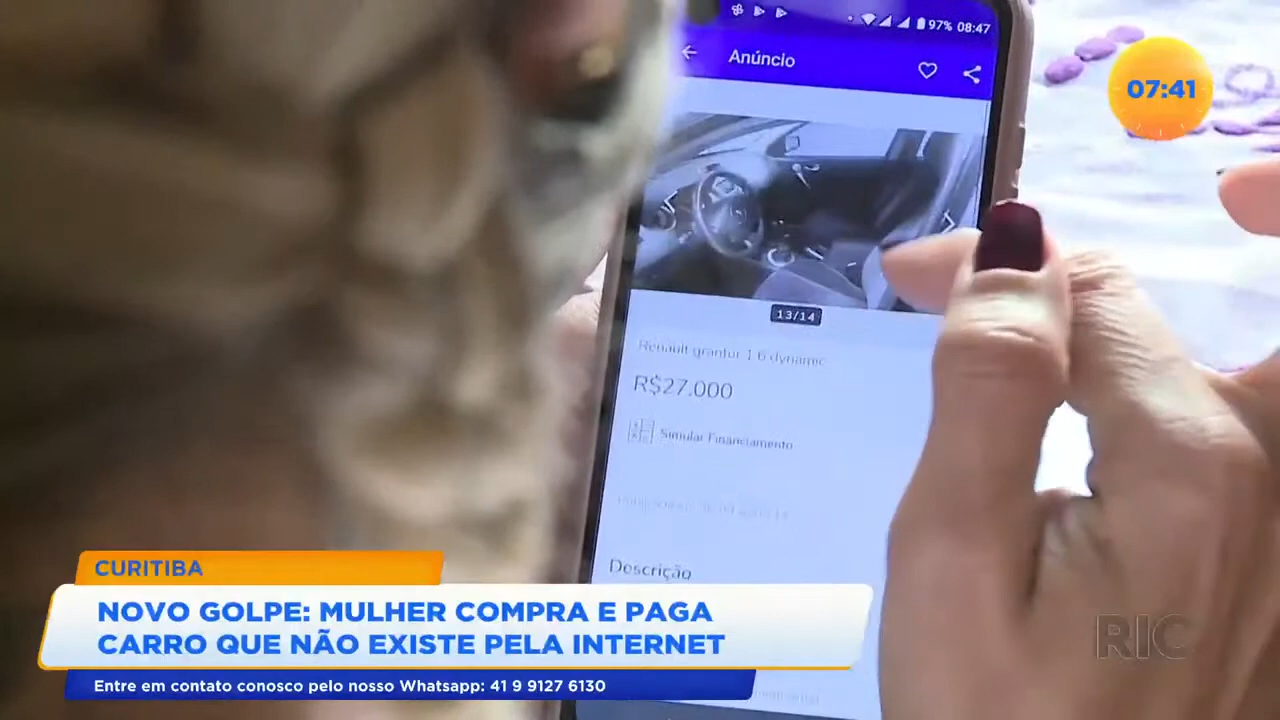 97% 08:47
Anúncio
07:41
13/14
Renault grantur 1.6 dynamic
R$27.000
Simular Financiamento
Descrição
CURITIBA
NOVO GOLPE: MULHER COMPRA E PAGA
CARRO QUE NÃO EXISTE PELA INTERNET
RIC
Entre em contato conosco pelo nosso Whatsapp: 41 9 9127 6130